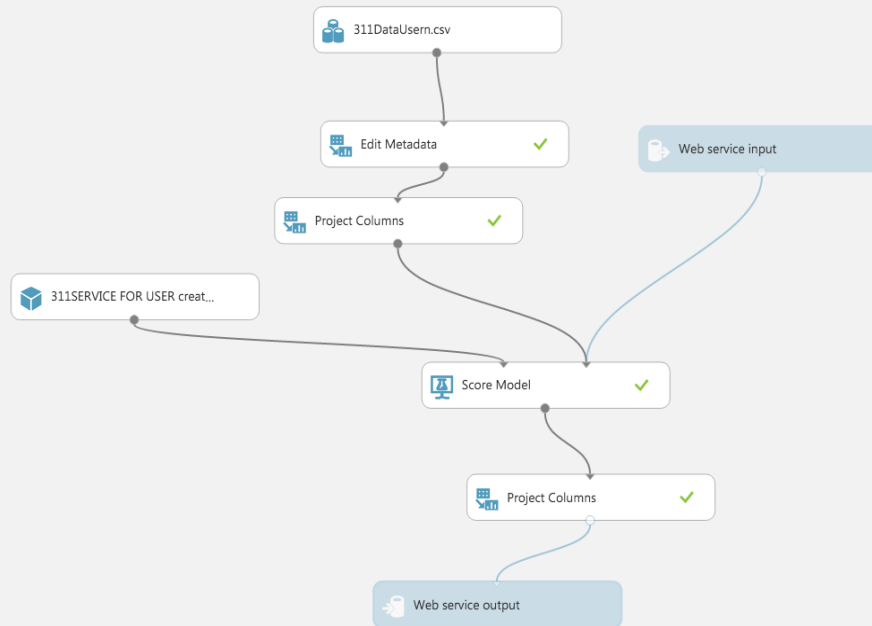 311DataUsern.csv
Edit Metadata
Web service input
Project Columns
311SERVICE FOR USER creat...
Score Model
Project Columns
Web service output